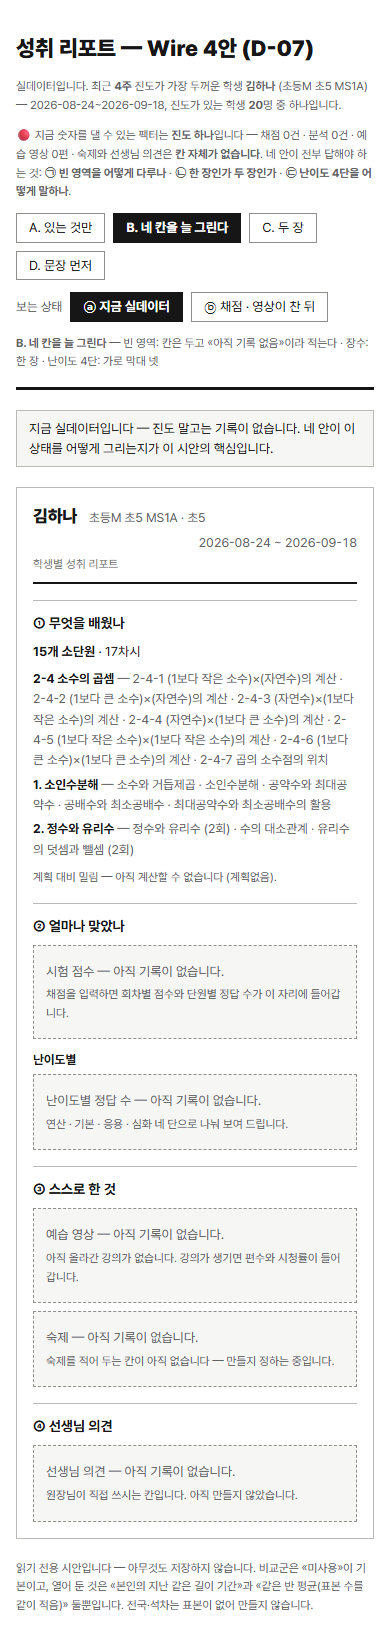 성취 리포트 — Wire 4안 (D-07)
실데이터입니다. 최근 4주 진도가 가장 두꺼운 학생 김하나 (초등M 초5 MS1A)
— 2026-08-24~2026-09-18, 진도가 있는 학생 20명 중 하나입니다.
🔴 지금 숫자를 댈 수 있는 팩터는 진도 하나입니다 — 채점 0건 · 분석 0건 · 예
습 영상 0편 · 숙제와 선생님 의견은 칸 자체가 없습니다. 네 안이 전부 답해야 하
는 것: ㉠ 빈 영역을 어떻게 다루나 · ㉡ 한 장인가 두 장인가 · ㉢ 난이도 4단을 어
떻게 말하나.
A. 있는 것만
B. 네 칸을 늘 그린다
C. 두 장
D. 문장 먼저
보는 상태
ⓐ 지금 실데이터
ⓑ 채점 · 영상이 찬 뒤
B. 네 칸을 늘 그린다 — 빈 영역: 칸은 두고 «아직 기록 없음»이라 적는다 · 장수:
한 장 · 난이도 4단: 가로 막대 넷
지금 실데이터입니다 — 진도 말고는 기록이 없습니다. 네 안이 이
상태를 어떻게 그리는지가 이 시안의 핵심입니다.
김하나 초등M 초5 MS1A · 초5
2026-08-24 ~ 2026-09-18
학생별 성취 리포트
① 무엇을 배웠나
15개 소단원 · 17차시
2-4 소수의 곱셈 — 2-4-1 (1보다 작은 소수)×(자연수)의 계산 ·
2-4-2 (1보다 큰 소수)×(자연수)의 계산 · 2-4-3 (자연수)×(1보다
작은 소수)의 계산 · 2-4-4 (자연수)×(1보다 큰 소수)의 계산 · 2-
4-5 (1보다 작은 소수)×(1보다 작은 소수)의 계산 · 2-4-6 (1보다
큰 소수)×(1보다 큰 소수)의 계산 · 2-4-7 곱의 소수점의 위치
1. 소인수분해 — 소수와 거듭제곱 · 소인수분해 · 공약수와 최대공
약수 · 공배수와 최소공배수 · 최대공약수와 최소공배수의 활용
2. 정수와 유리수 — 정수와 유리수 (2회) · 수의 대소관계 · 유리수
의 덧셈과 뺄셈 (2회)
계획 대비 밀림 — 아직 계산할 수 없습니다 (계획없음).
② 얼마나 맞았나
시험 점수 — 아직 기록이 없습니다.
채점을 입력하면 회차별 점수와 단원별 정답 수가 이 자리에 들어갑
니다.
난이도별
난이도별 정답 수 — 아직 기록이 없습니다.
연산 · 기본 · 응용 · 심화 네 단으로 나눠 보여 드립니다.
③ 스스로 한 것
예습 영상 — 아직 기록이 없습니다.
아직 올라간 강의가 없습니다. 강의가 생기면 편수와 시청률이 들어
갑니다.
숙제 — 아직 기록이 없습니다.
숙제를 적어 두는 칸이 아직 없습니다 — 만들지 정하는 중입니다.
④ 선생님 의견
선생님 의견 — 아직 기록이 없습니다.
원장님이 직접 쓰시는 칸입니다. 아직 만들지 않았습니다.
읽기 전용 시안입니다 — 아무것도 저장하지 않습니다. 비교군은 «미사용»이 기
본이고, 열어 둔 것은 «본인의 지난 같은 길이 기간»과 «같은 반 평균(표본 수를
같이 적음)» 둘뿐입니다. 전국·석차는 표본이 없어 만들지 않습니다.